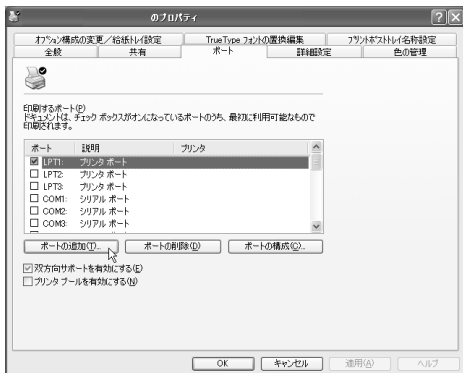 のプロパティ
オプション構成の変更/給紙トレイ設定 TrueType フォントの置換編集 プリントポストトレイ名称設定
全般 共有 ポート 詳細設定 色の管理
印刷するポート(P)
ドキュメントは、チェック ボックスがオンになっているポートのうち、最初に利用可能なもので
印刷されます。
ポート 説明 プリンタ
LPT1: プリンタ ポート
LPT2: プリンタ ポート
LPT3: プリンタ ポート
COM1: シリアル ポート
COM2: シリアル ポート
COM3: シリアル ポート
ポートの追加(T)... ポートの削除(D) ポートの構成(C)...
双方向サポートを有効にする(E)
プリンタ プールを有効にする(N)
OK キャンセル 適用(A) ヘルプ